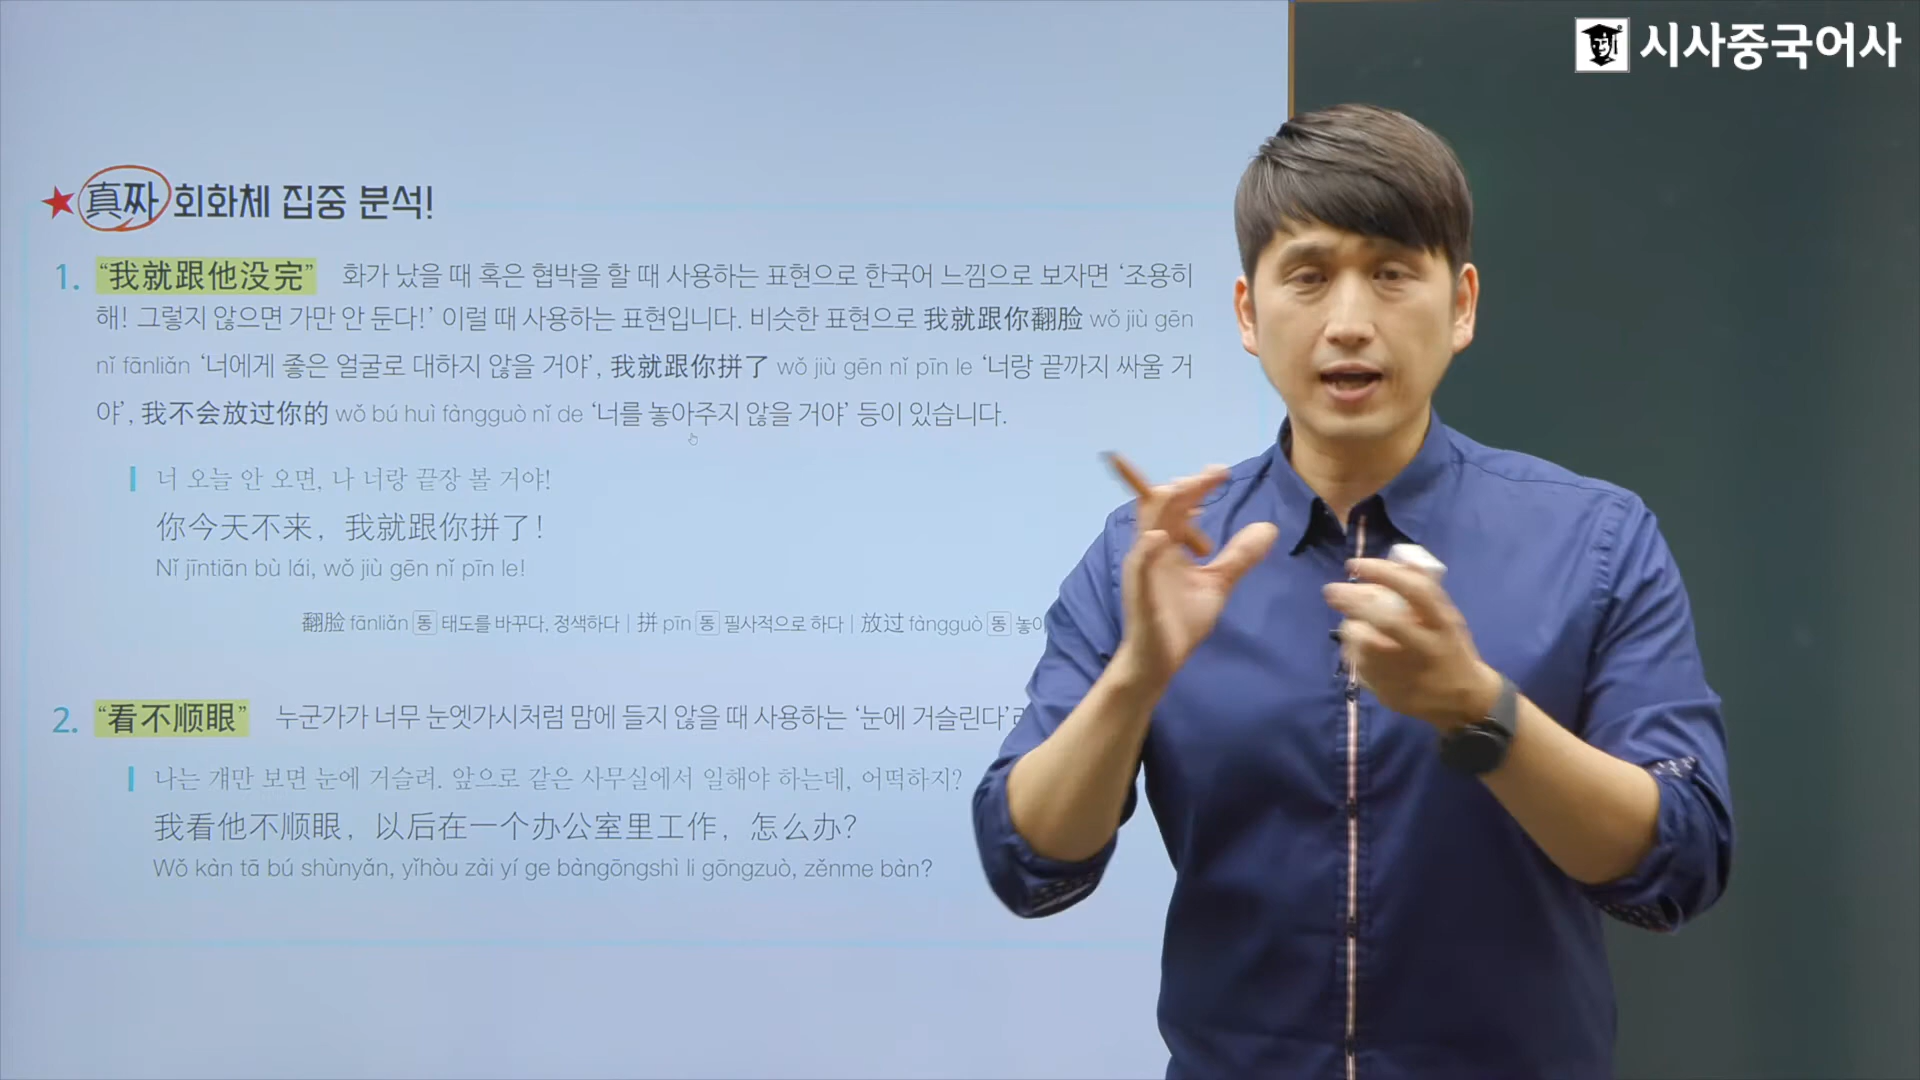 시사중국어사
★真짜 회화체 집중 분석!
1. “我就跟他没完” 화가 났을 때 혹은 협박을 할 때 사용하는 표현으로 한국어 느낌으로 보자면 ‘조용히
해! 그렇지 않으면 가만 안 둔다!’ 이럴 때 사용하는 표현입니다. 비슷한 표현으로 我就跟你翻脸 wǒ jiù gēn
nǐ fānliǎn ‘너에게 좋은 얼굴로 대하지 않을 거야’, 我就跟你拼了 wǒ jiù gēn nǐ pīn le ‘너랑 끝까지 싸울 거
야’, 我不会放过你的 wǒ bú huì fàngguò nǐ de ‘너를 놓아주지 않을 거야’ 등이 있습니다.
너 오늘 안 오면, 나 너랑 끝장 볼 거야!
你今天不来，我就跟你拼了！
Nǐ jīntiān bù lái, wǒ jiù gēn nǐ pīn le!
翻脸 fānliǎn 동 태도를 바꾸다, 정색하다 | 拼 pīn 동 필사적으로 하다 | 放过 fàngguò 동
2. “看不顺眼” 누군가가 너무 눈엣가시처럼 맘에 들지 않을 때 사용하는 ‘눈에 거슬린다’
나는 걔만 보면 눈에 거슬려. 앞으로 같은 사무실에서 일해야 하는데, 어떡하지?
我看他不顺眼，以后在一个办公室里工作，怎么办？
Wǒ kàn tā bú shùnyǎn, yǐhòu zài yí ge bàngōngshì li gōngzuò, zěnme bàn?